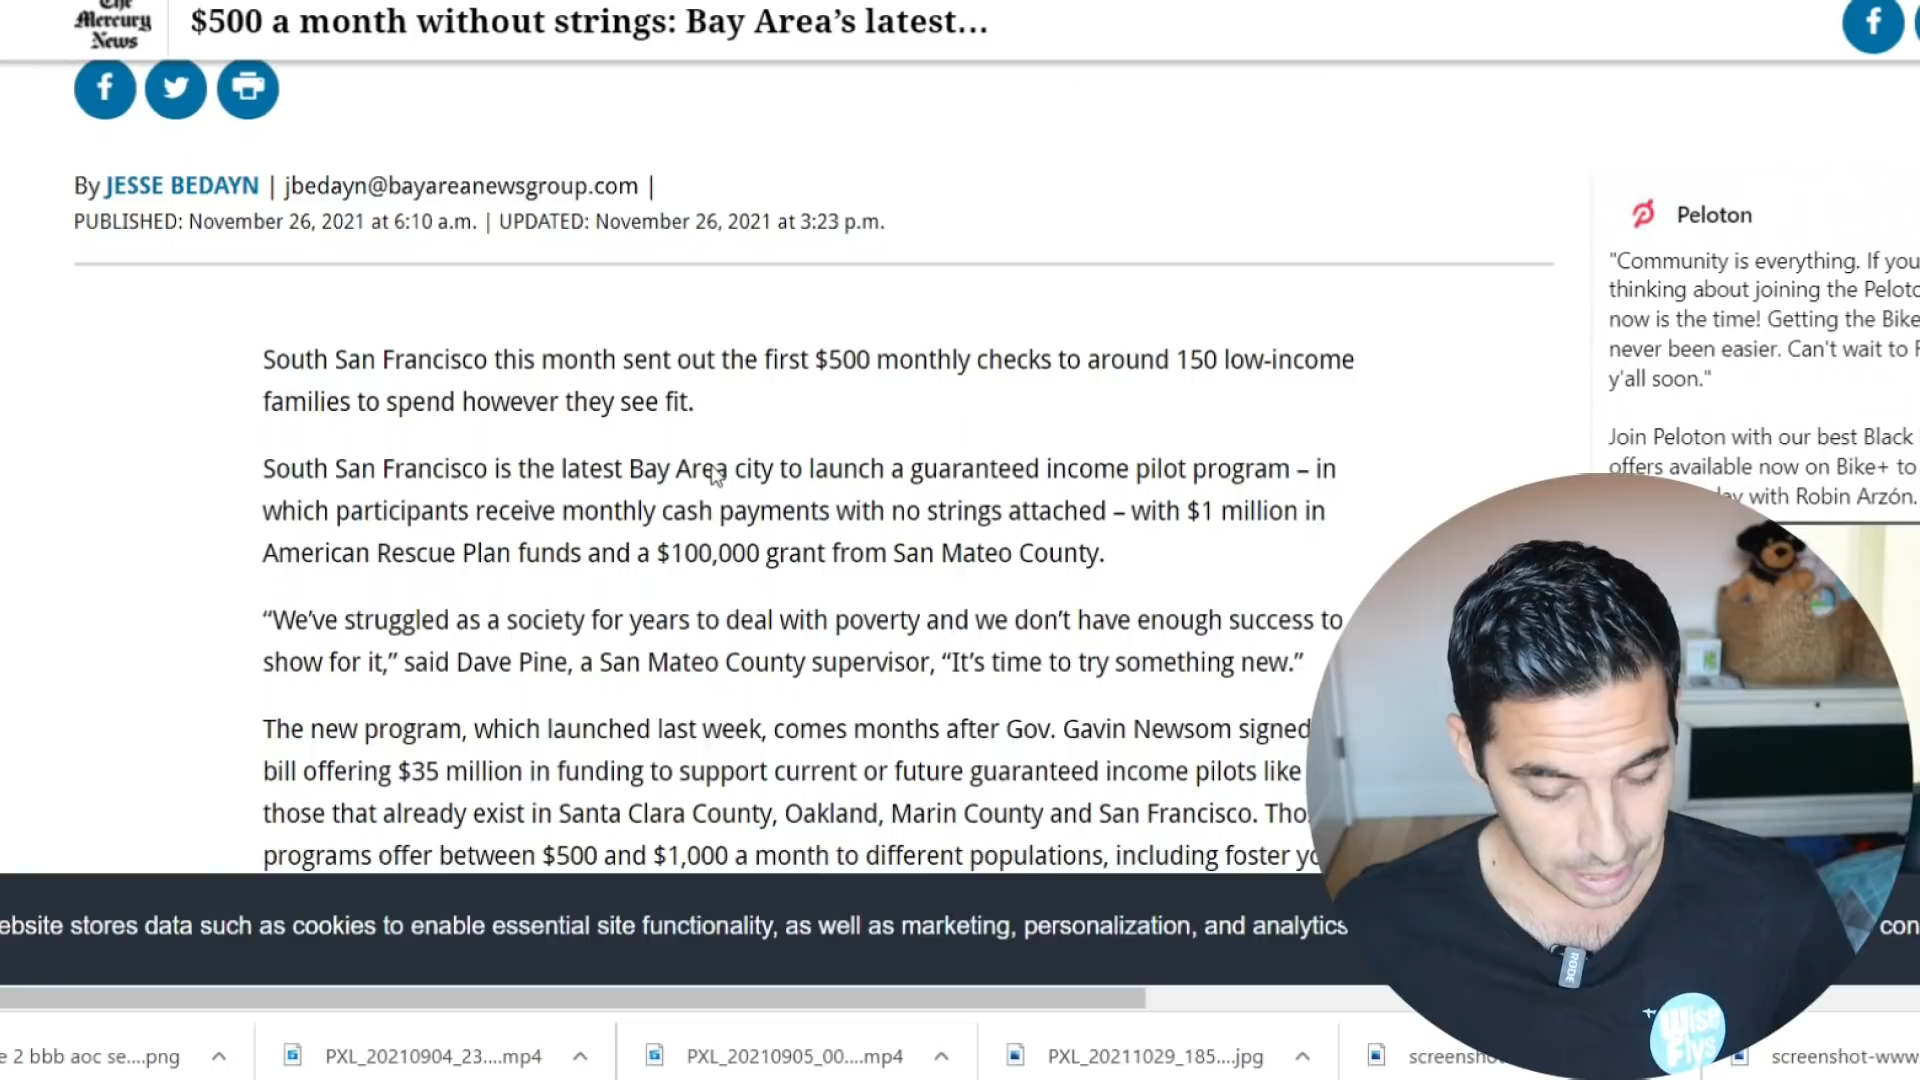 The
Mercury
News
$500 a month without strings: Bay Area’s latest...
By JESSE BEDAYN | jbedayn@bayareanewsgroup.com |
PUBLISHED: November 26, 2021 at 6:10 a.m. | UPDATED: November 26, 2021 at 3:23 p.m.
South San Francisco this month sent out the first $500 monthly checks to around 150 low-income
families to spend however they see fit.
South San Francisco is the latest Bay Area city to launch a guaranteed income pilot program – in
which participants receive monthly cash payments with no strings attached – with $1 million in
American Rescue Plan funds and a $100,000 grant from San Mateo County.
“We’ve struggled as a society for years to deal with poverty and we don’t have enough success to
show for it,” said Dave Pine, a San Mateo County supervisor, “It’s time to try something new.”
The new program, which launched last week, comes months after Gov. Gavin Newsom signed
bill offering $35 million in funding to support current or future guaranteed income pilots like
those that already exist in Santa Clara County, Oakland, Marin County and San Francisco.
programs offer between $500 and $1,000 a month to different populations, including foster
Peloton
"Community is everything. If you
thinking about joining the
now is the time! Getting the Bike
never been easier. Can't wait to
y'all soon."
Join Peloton with our best Black
offers available now on Bike+ to
with Robin Arzón.
ebsite stores data such as cookies to enable essential site functionality, as well as marketing, personalization, and analytics
con
e 2 bbb aoc se....png
PXL_20210904_23....mp4
PXL_20210905_00....mp4
PXL_20211029_185....jpg
screensho
screenshot-www
RODE
Wise
Flys